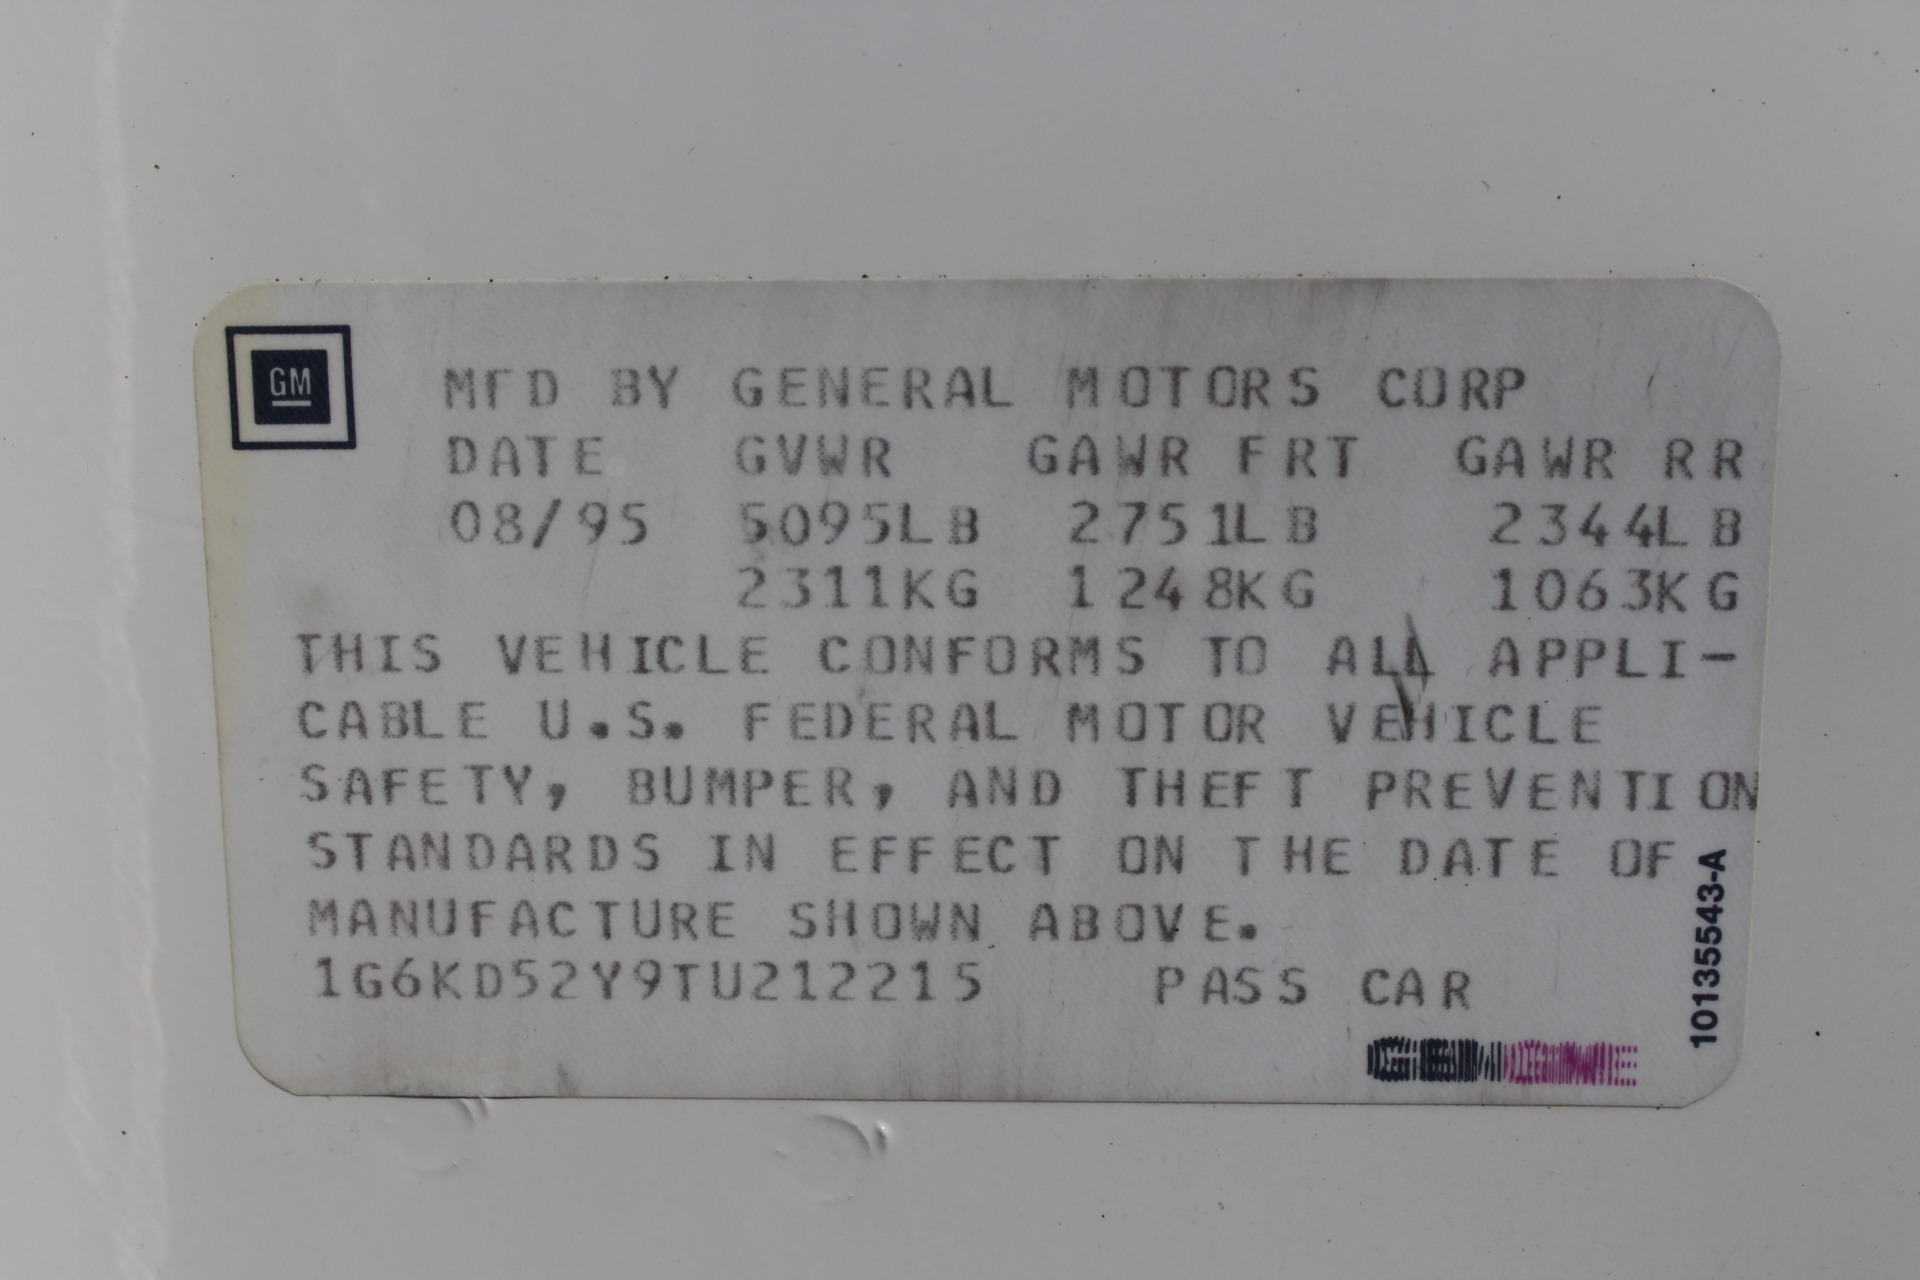 GM
MFD BY GENERAL MOTORS CORP
DATE GVWR GAWR FRT GAWR RR
08/95 5095LB 2751LB 2344LB
2311KG 1248KG 1063KG
THIS VEHICLE CONFORMS TO ALL APPLI-
CABLE U.S. FEDERAL MOTOR VEHICLE
SAFETY, BUMPER, AND THEFT PREVENTION
STANDARDS IN EFFECT ON THE DATE OF
MANUFACTURE SHOWN ABOVE.
1G6KD52Y9TU212215 PASS CAR
10135543-A